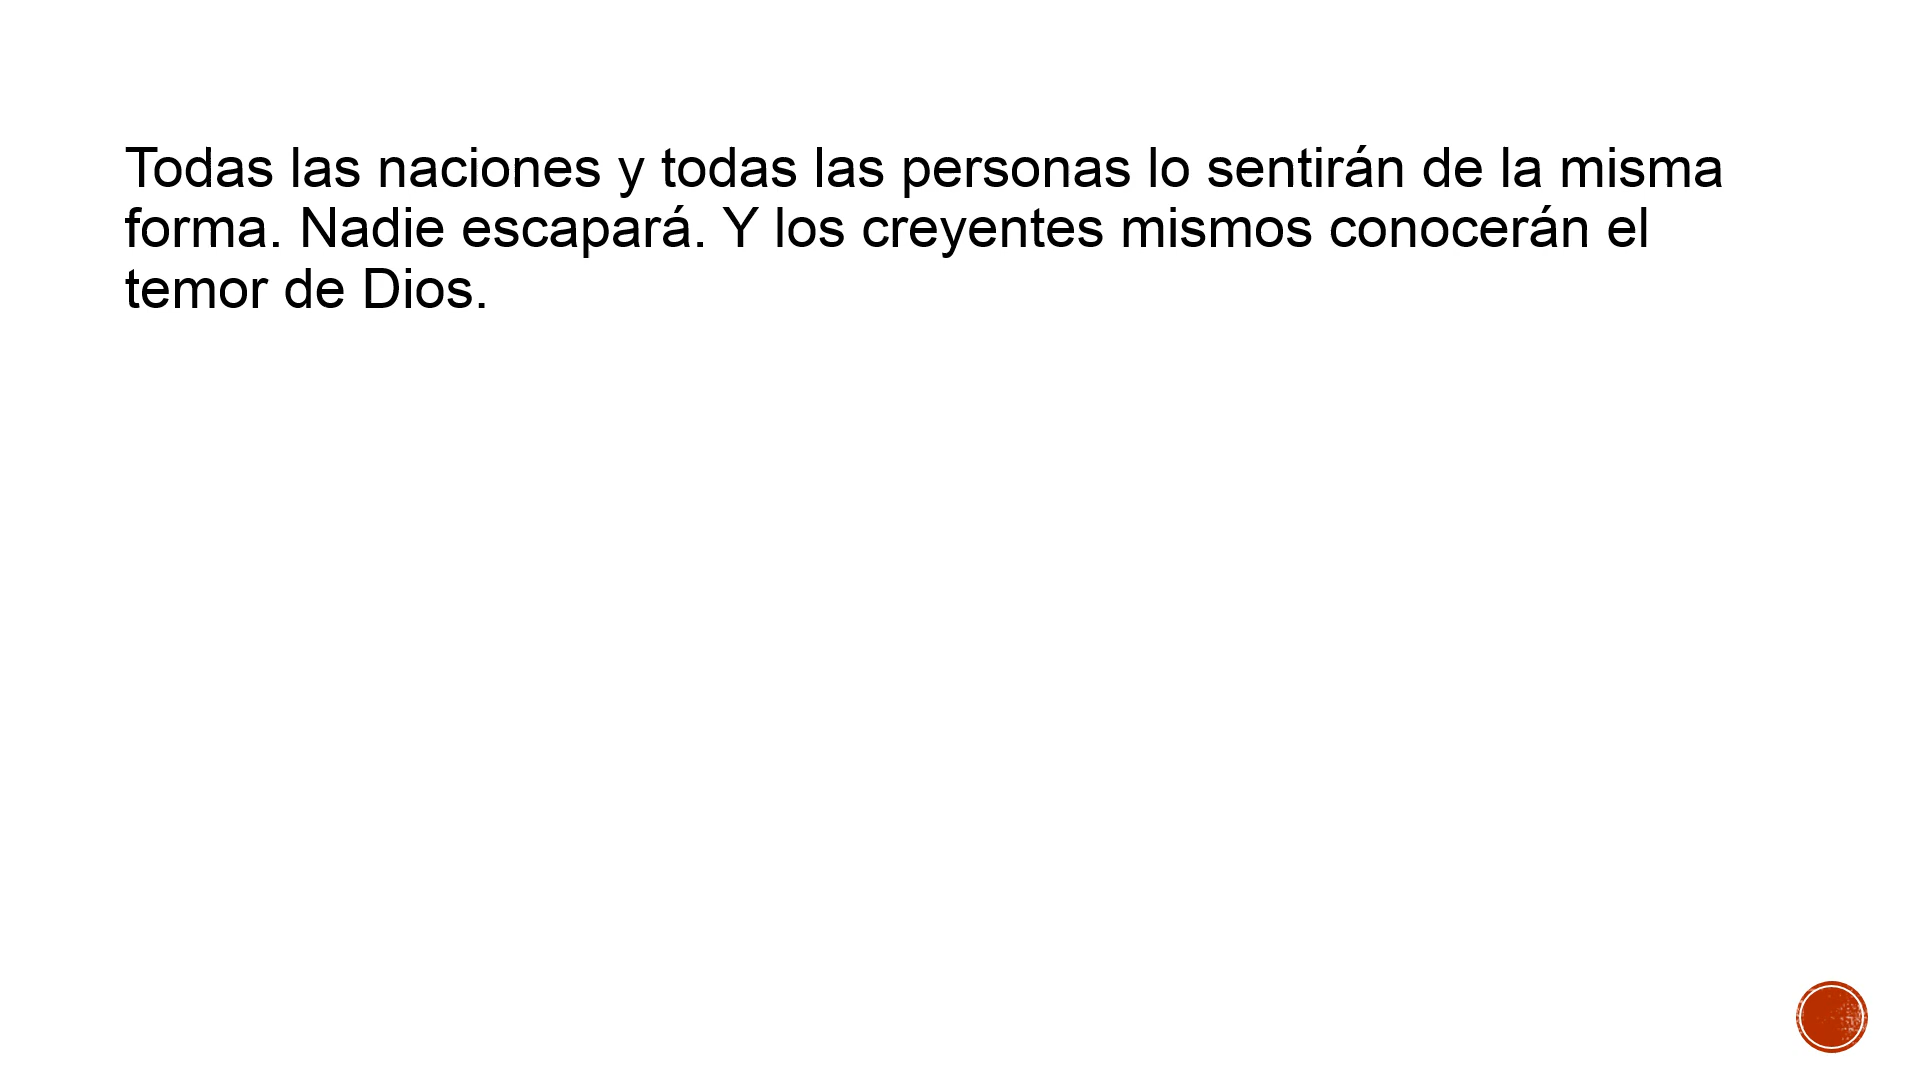 Todas las naciones y todas las personas lo sentirán de la misma
forma. Nadie escapará. Y los creyentes mismos conocerán el
temor de Dios.